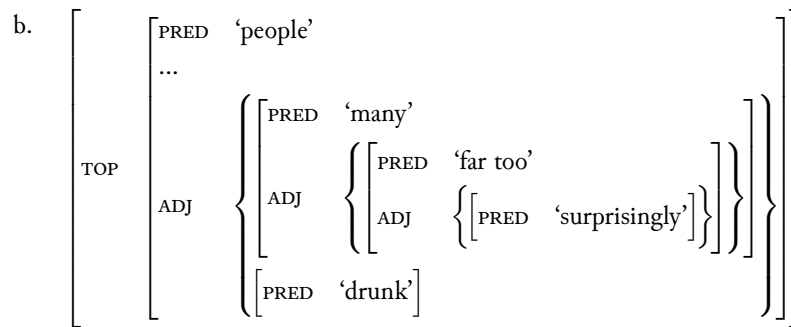 b.
PRED ‘people’
...
PRED ‘many’
PRED ‘far too’
TOP
ADJ
ADJ
ADJ {[PRED ‘surprisingly’]}
[PRED ‘drunk’]